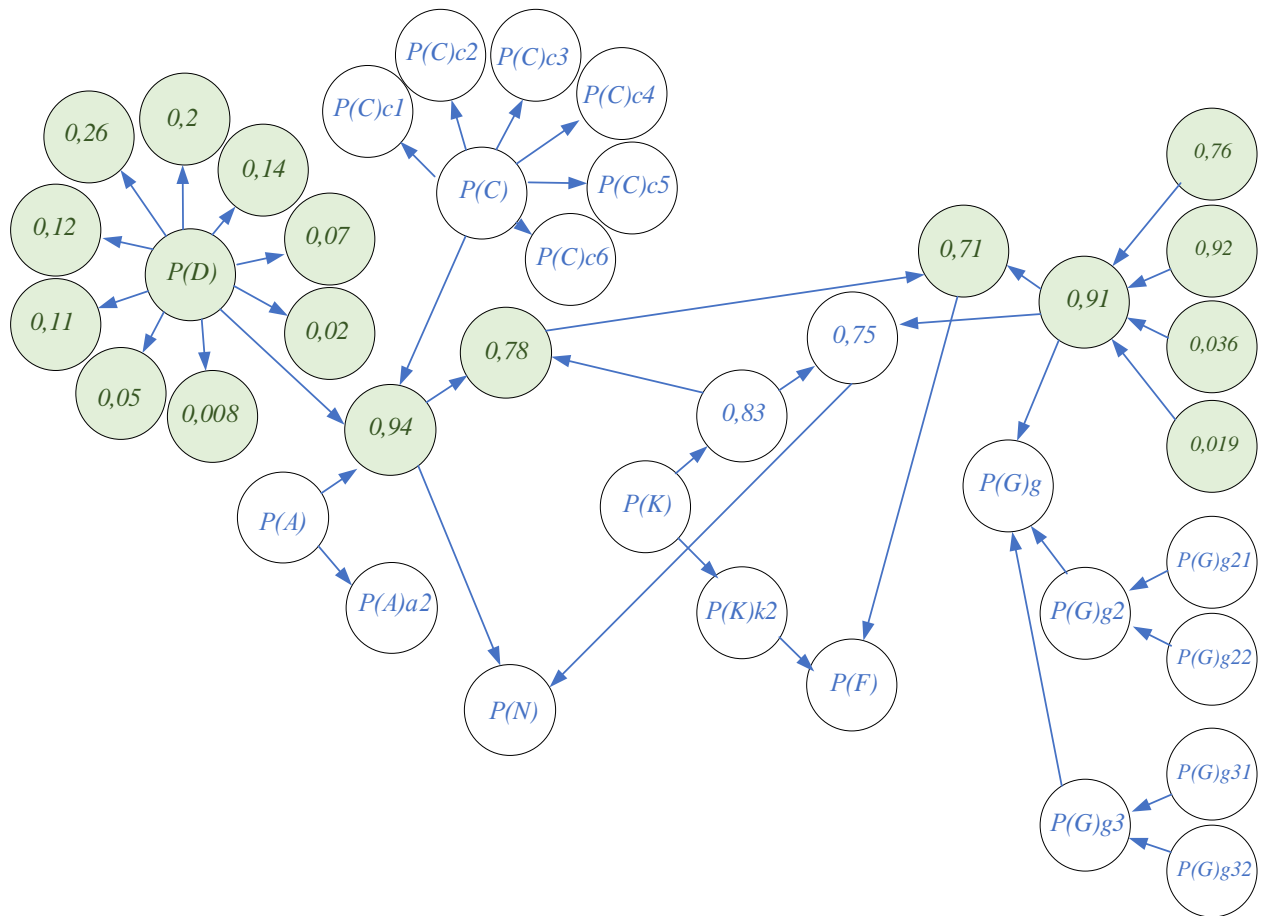 P(C)c2
P(C)c3
P(C)c4
P(C)c1
0,2
0,26
0,14
0,76
P(C)
P(C)c5
0,12
0,07
0,71
0,92
P(C)c6
P(D)
0,91
0,11
0,02
0,75
0,036
0,78
0,05
0,008
0,94
0,83
0,019
P(G)g
P(K)
P(A)
P(G)g21
P(A)a2
P(K)k2
P(G)g2
P(G)g22
P(F)
P(N)
P(G)g31
P(G)g3
P(G)g32